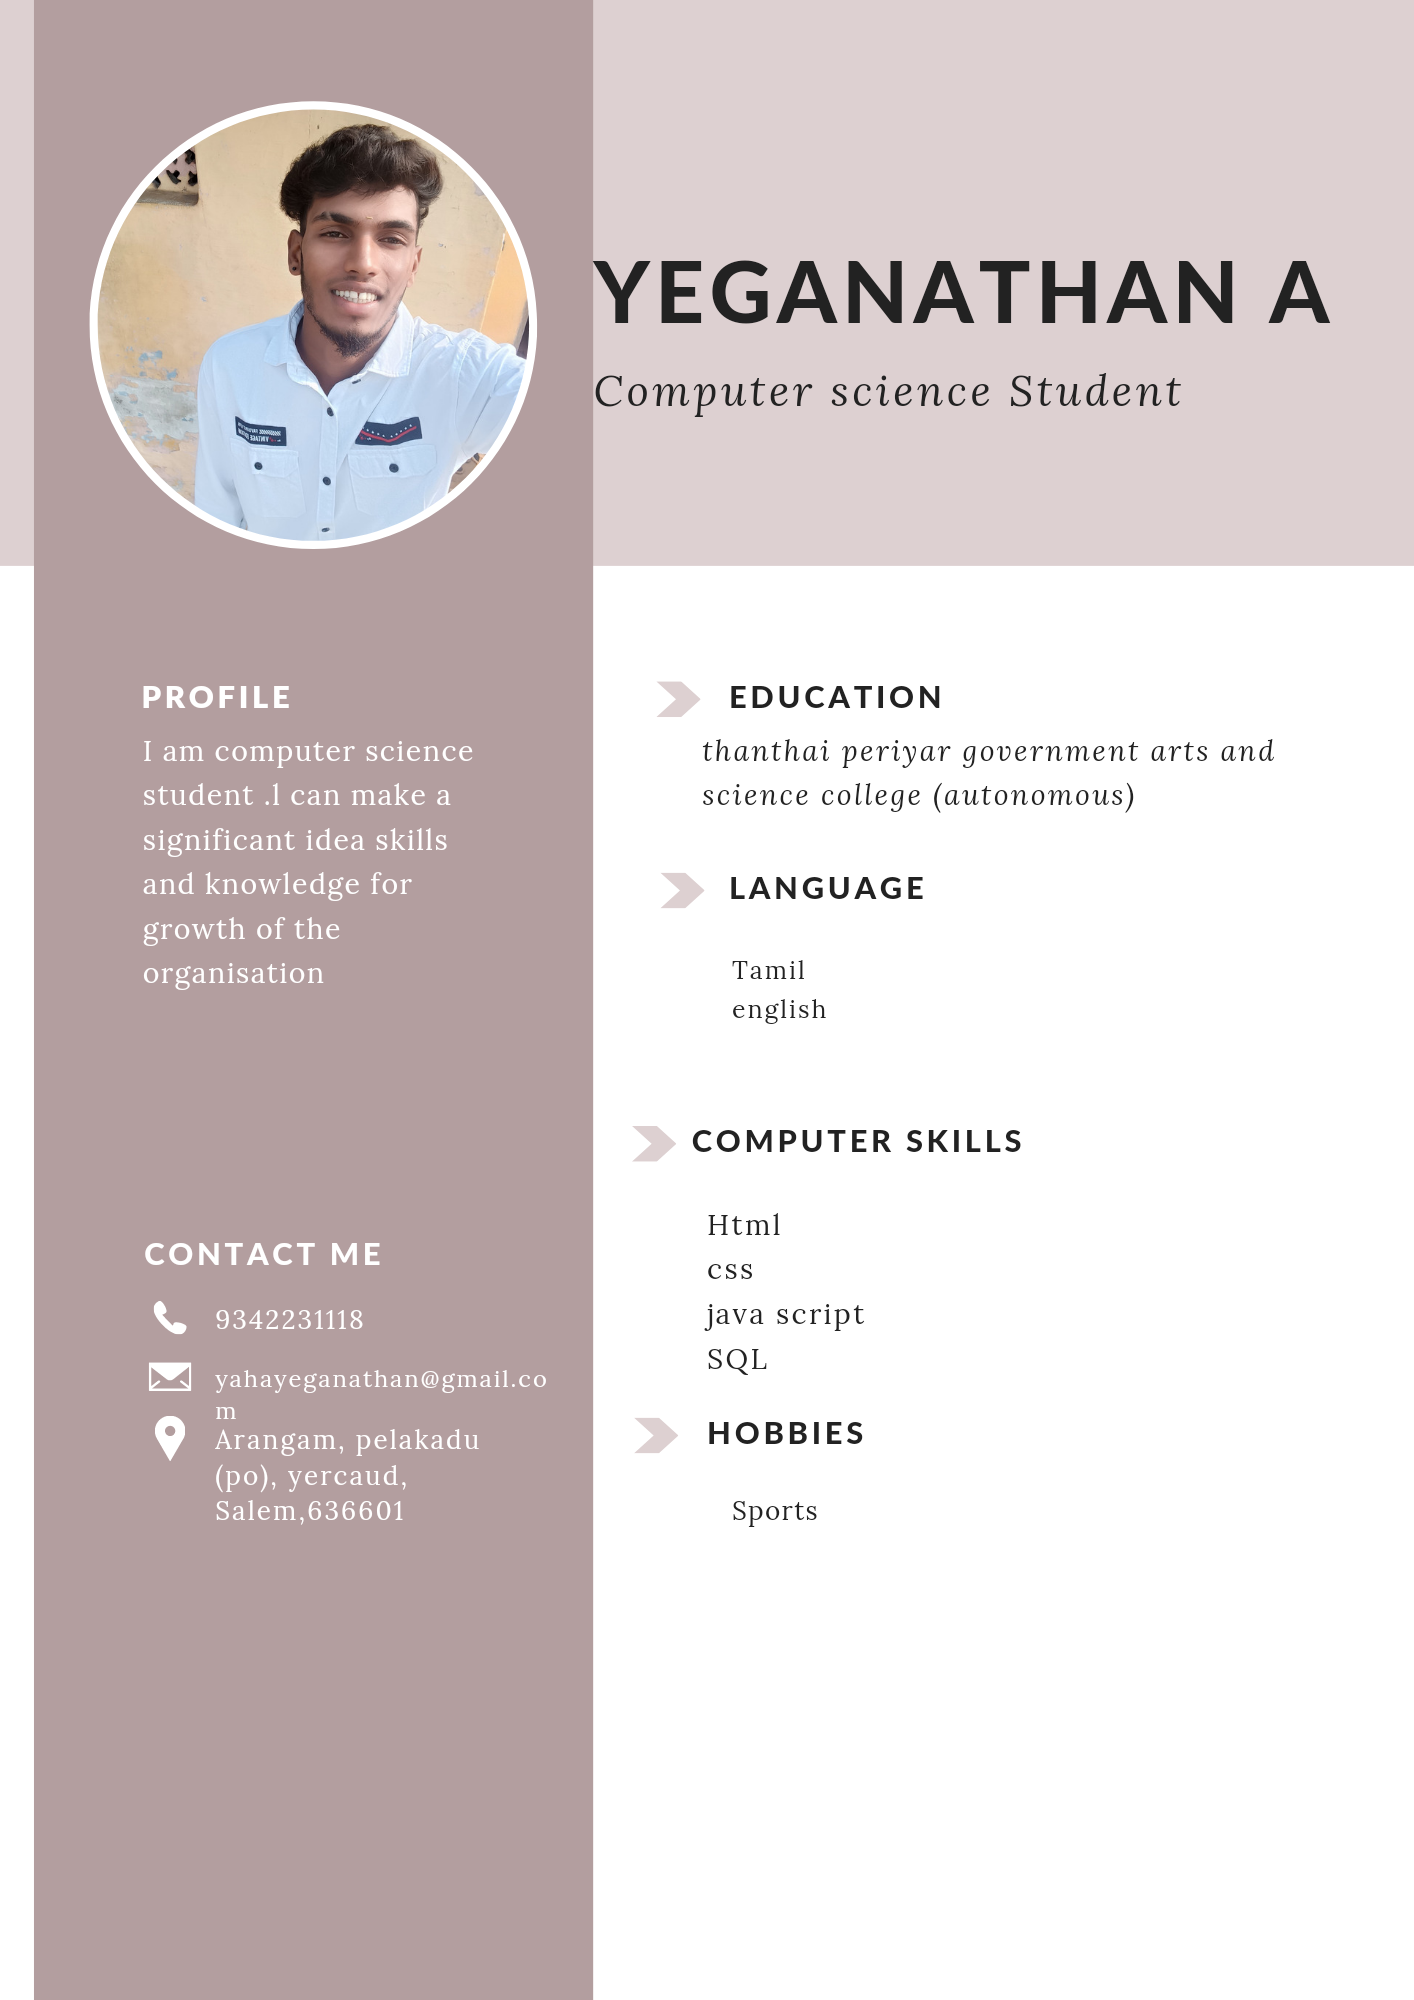 YEGANATHAN A
Computer science Student
PROFILE
I am computer science
student .l can make a
significant idea skills
and knowledge for
growth of the
organisation
CONTACT ME
9342231118
yahayeganathan@gmail.co
m
Arangam, pelakadu
(po), yercaud,
Salem,636601
EDUCATION
thanthai periyar government arts and
science college (autonomous)
LANGUAGE
Tamil
english
COMPUTER SKILLS
Html
css
java script
SQL
HOBBIES
Sports